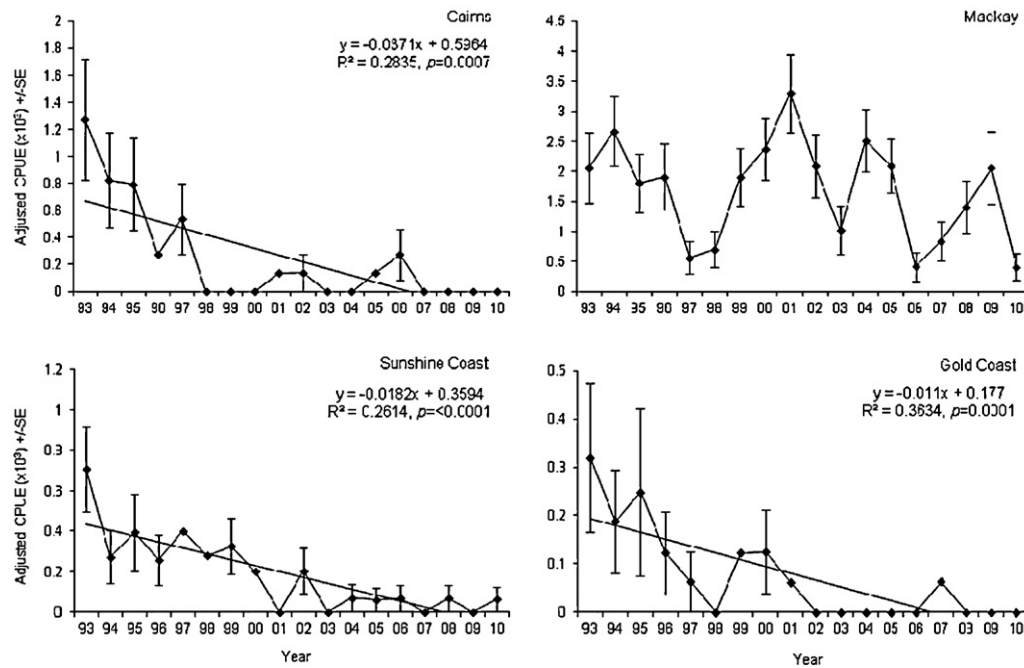 Cairns
y = -0.0371x + 0.5964
R² = 0.2835, p=0.0007
Adjusted CPUE (x10³) +/-SE
2
1.8
1.6
1.4
1.2
1
0.8
0.6
0.4
0.2
0
93 94 95 90 97 98 99 00 01 02 03 04 05 00 07 08 09 10
Mackay
4.5
4
3.5
3
2.5
2
1.5
1
0.5
0
93 94 95 90 97 98 99 00 01 02 03 04 05 06 07 08 09 10
Sunshine Coast
y = -0.0182x + 0.3594
R² = 0.2614, p=<0.0001
Adjusted CPUE (x10³) +/-SE
1.2
1
0.3
0.3
0.4
0.2
0
93 94 95 96 97 98 99 00 01 02 03 04 05 06 07 08 09 10
Year
Gold Coast
y = -0.011x + 0.177
R² = 0.3634, p=0.0001
0.5
0.4
0.3
0.2
0.1
0
93 94 95 96 97 98 99 00 01 02 03 04 05 06 07 03 09 10
Year